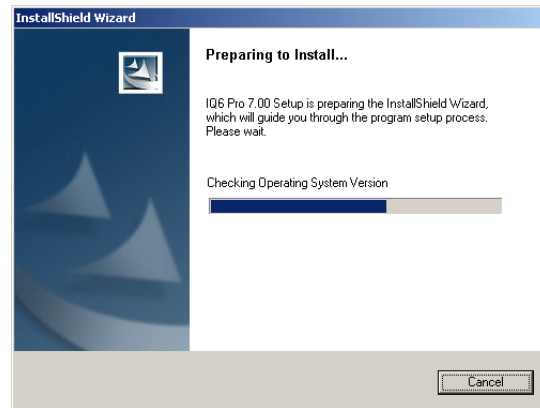 InstallShield Wizard
Preparing to Install...
IQ6 Pro 7.00 Setup is preparing the InstallShield Wizard,
which will guide you through the program setup process.
Please wait.
Checking Operating System Version
Cancel